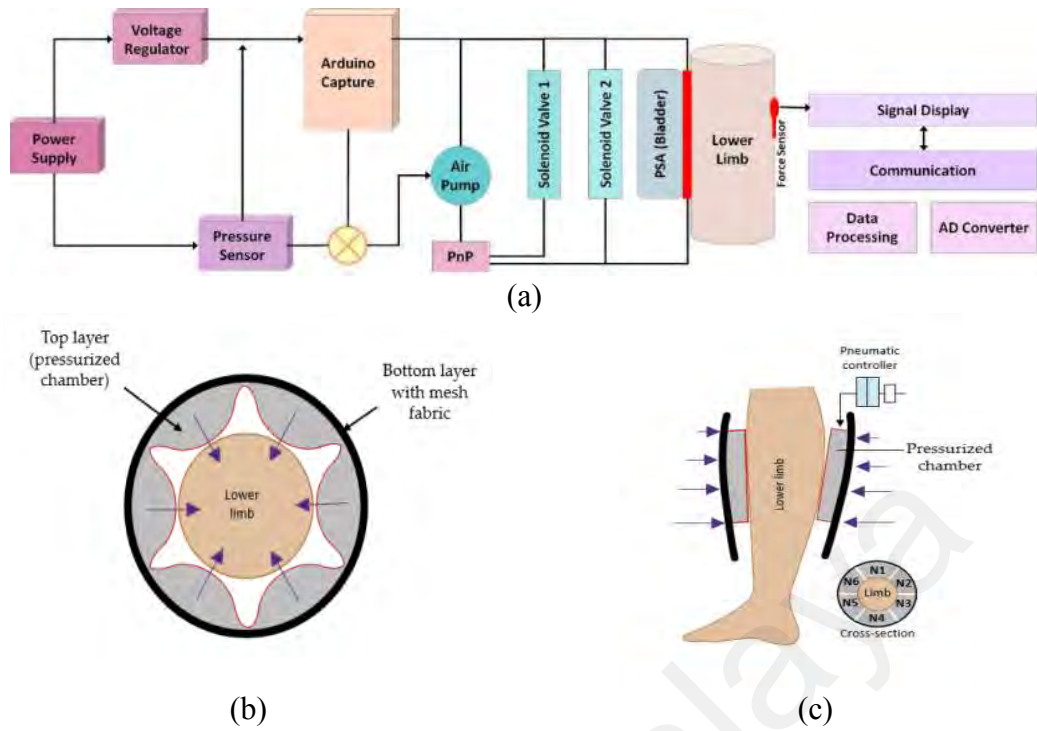 Voltage
Regulator
Arduino
Capture
Power
Supply
Pressure
Sensor
Air
Pump
PnP
Solenoid Valve 1
Solenoid Valve 2
PSA (Bladder)
Lower
Limb
Force Sensor
Signal Display
Communication
Data
Processing
AD Converter
(a)
Top layer
(pressurized
chamber)
Bottom layer
with mesh
fabric
Lower
limb
(b)
Pneumatic
controller
Pressurized
chamber
Lower limb
N1
N2
N3
N4
N5
N6
Limb
Cross-section
(c)